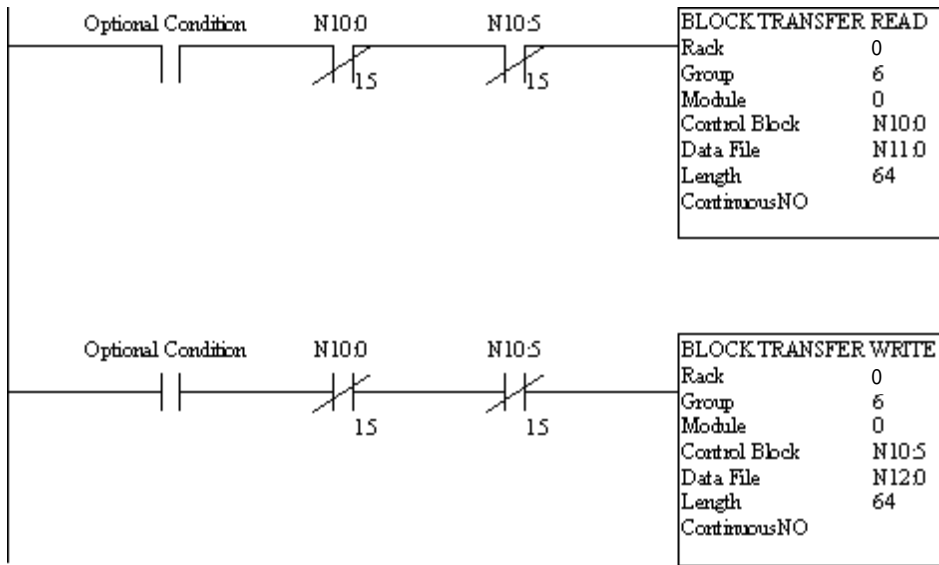 Optional Condition N10:0 N10:5
15 15
BLOCK TRANSFER READ
Rack 0
Group 6
Module 0
Control Block N10:0
Data File N11:0
Length 64
Continuous NO
Optional Condition N10:0 N10:5
15 15
BLOCK TRANSFER WRITE
Rack 0
Group 6
Module 0
Control Block N10:5
Data File N12:0
Length 64
Continuous NO